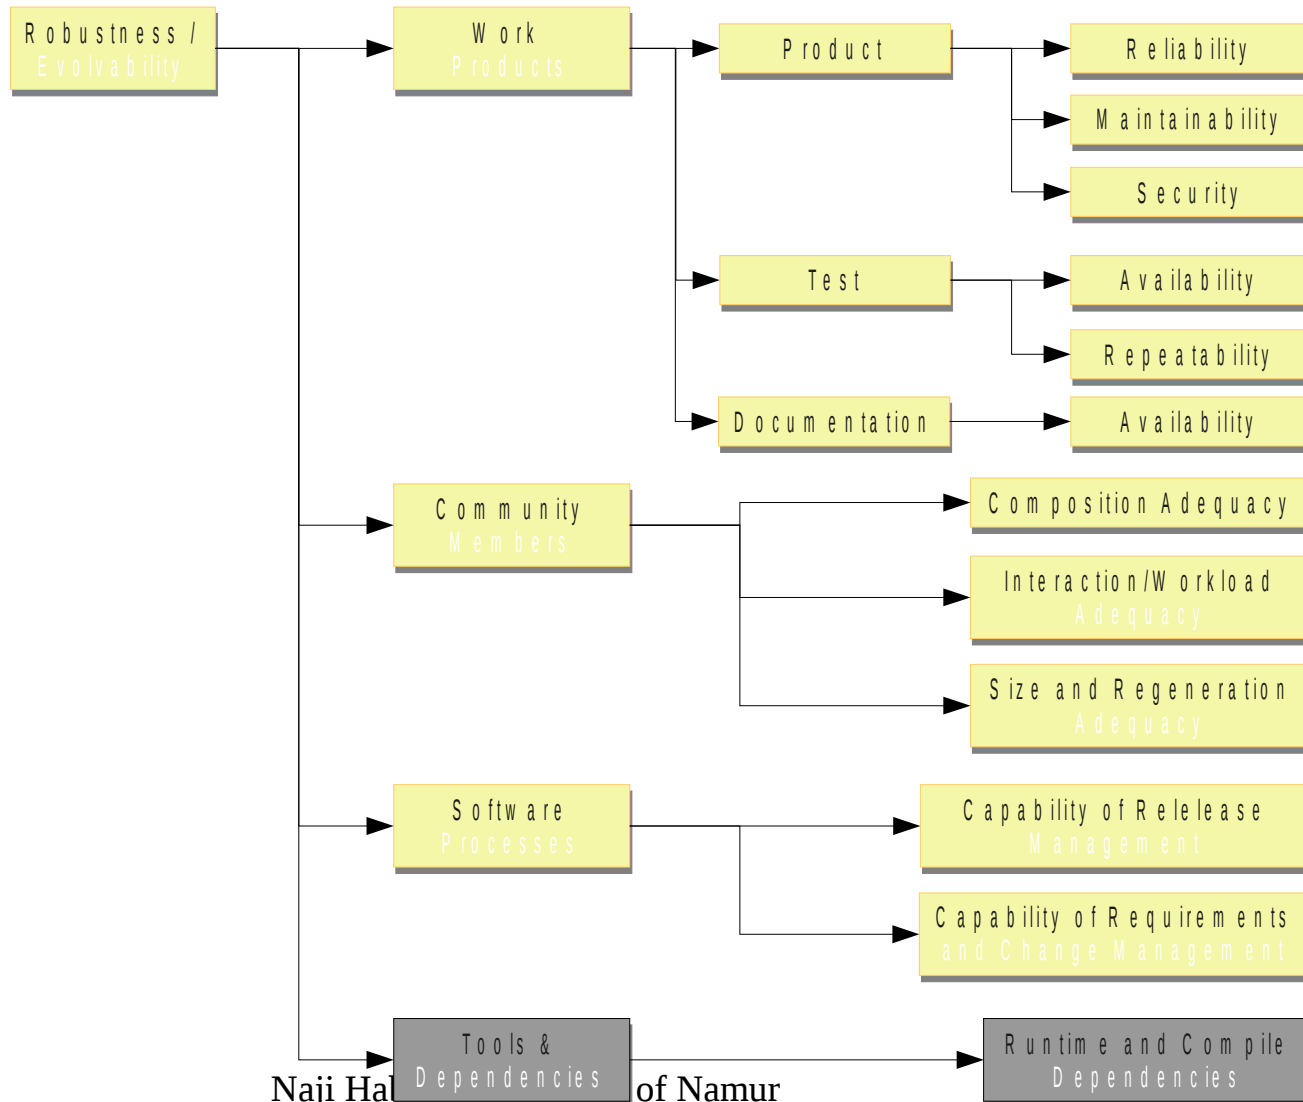 Robustness /
Evolvability
Work
Products
Product
Reliability
Maintainability
Security
Test
Availability
Repeatability
Documentation
Availability
Community
Members
Composition Adequacy
Interaction/Workload
Adequacy
Size and Regeneration
Adequacy
Software
Processes
Capability of Relelease
Management
Capability of Requirements
and Change Management
Tools &
Dependencies
Runtime and Compile
Dependencies
Naji of Namur